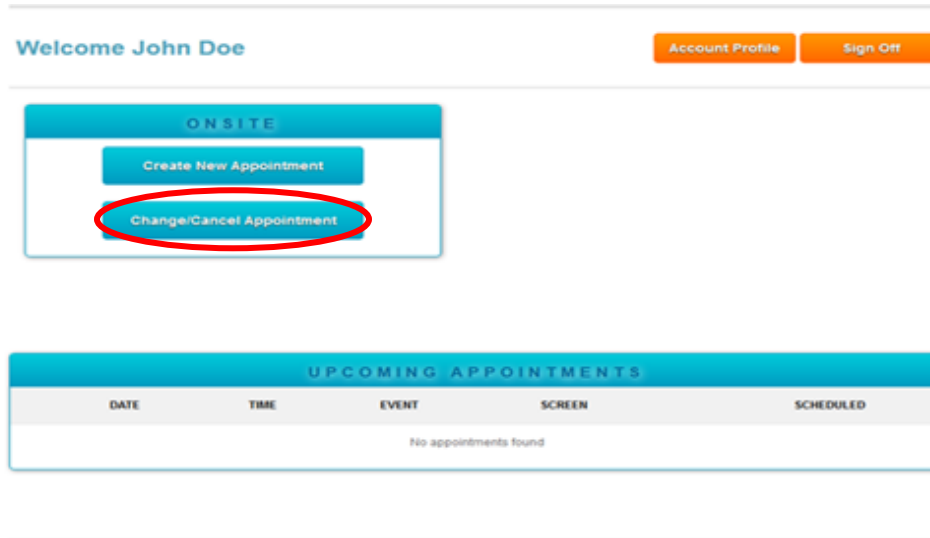 Welcome John Doe
Account Profile
Sign Off
ONSITE
Create New Appointment
Change/Cancel Appointment
UPCOMING APPOINTMENTS
DATE TIME EVENT SCREEN SCHEDULED
No appointments found